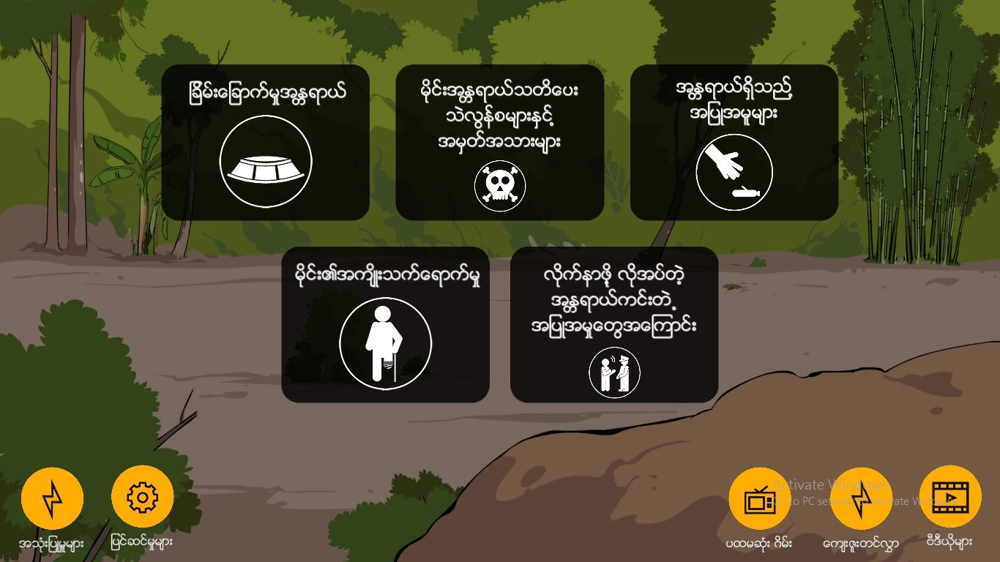 ခြိမ်းခြောက်မှုအန္တရာယ်
မိုင်းအန္တရာယ်သတိပေး
သဲလွန်စများနှင့်
အမှတ်အသားများ
အန္တရာယ်ရှိသည့်
အပြုအမူများ
မိုင်း၏အကျိုးသက်ရောက်မှု
လိုက်နာဖို့ လိုအပ်တဲ့
အန္တရာယ်ကင်းတဲ့
အပြုအမှုတွေအကြောင်း
Activate Windows
Go to PC settings to activate Windows.
အသုံးပြုမှုများ
ပြင်ဆင်မှုများ
ပထမဆုံး ဂိမ်း
ကျေးဇူးတင်လွှာ
ဗီဒီယိုများ